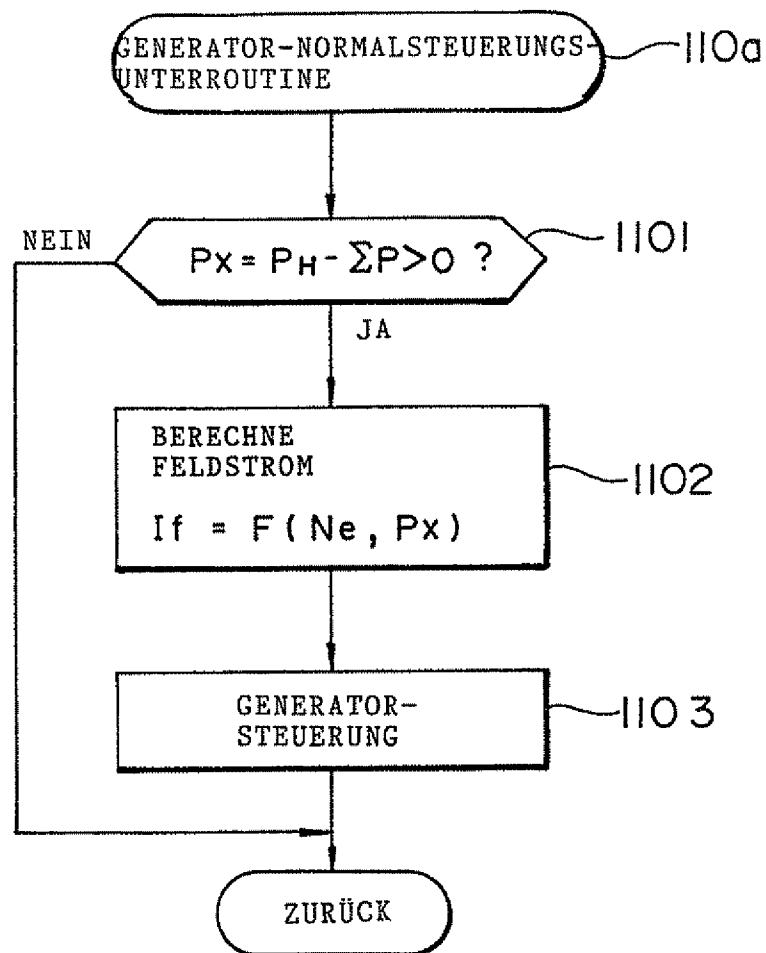 GENERATOR-NORMALSTEUERUNGS-
UNTERROUTINE
110a
NEIN
Px = PH - ΣP>0 ?
1101
JA
BERECHNE
FELDSTROM
If = F ( Ne , Px )
1102
GENERATOR-
STEUERUNG
1103
ZURÜCK